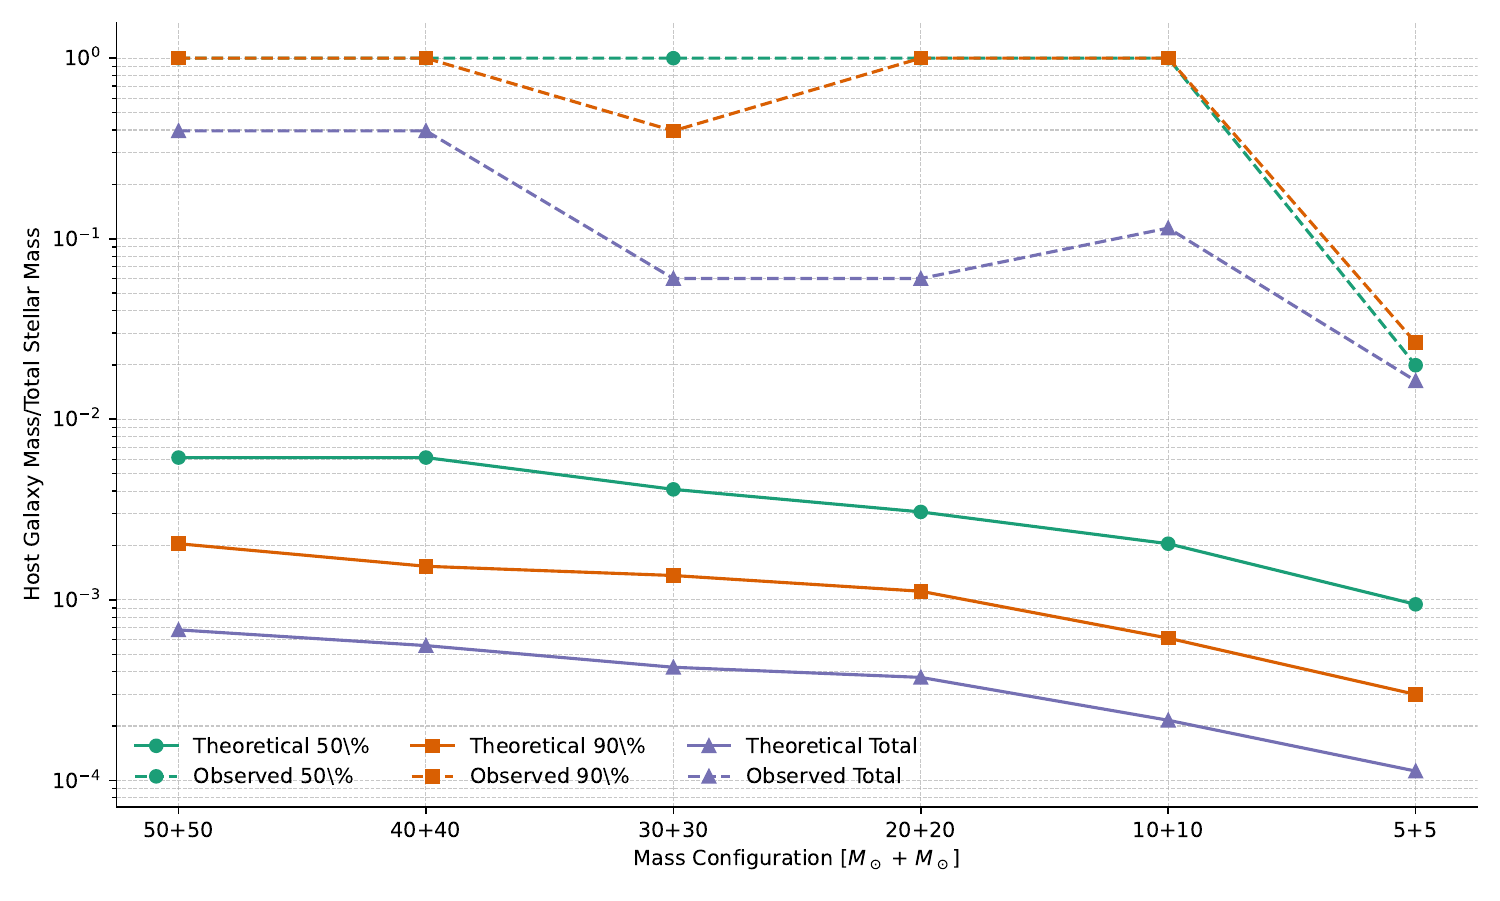 Host Galaxy Mass/Total Stellar Mass
10⁰
10⁻¹
10⁻²
10⁻³
10⁻⁴
Theoretical 50\% Theoretical 90\% Theoretical Total
Observed 50\% Observed 90\% Observed Total
50+50 40+40 30+30 20+20 10+10 5+5
Mass Configuration [M⊙ + M⊙]